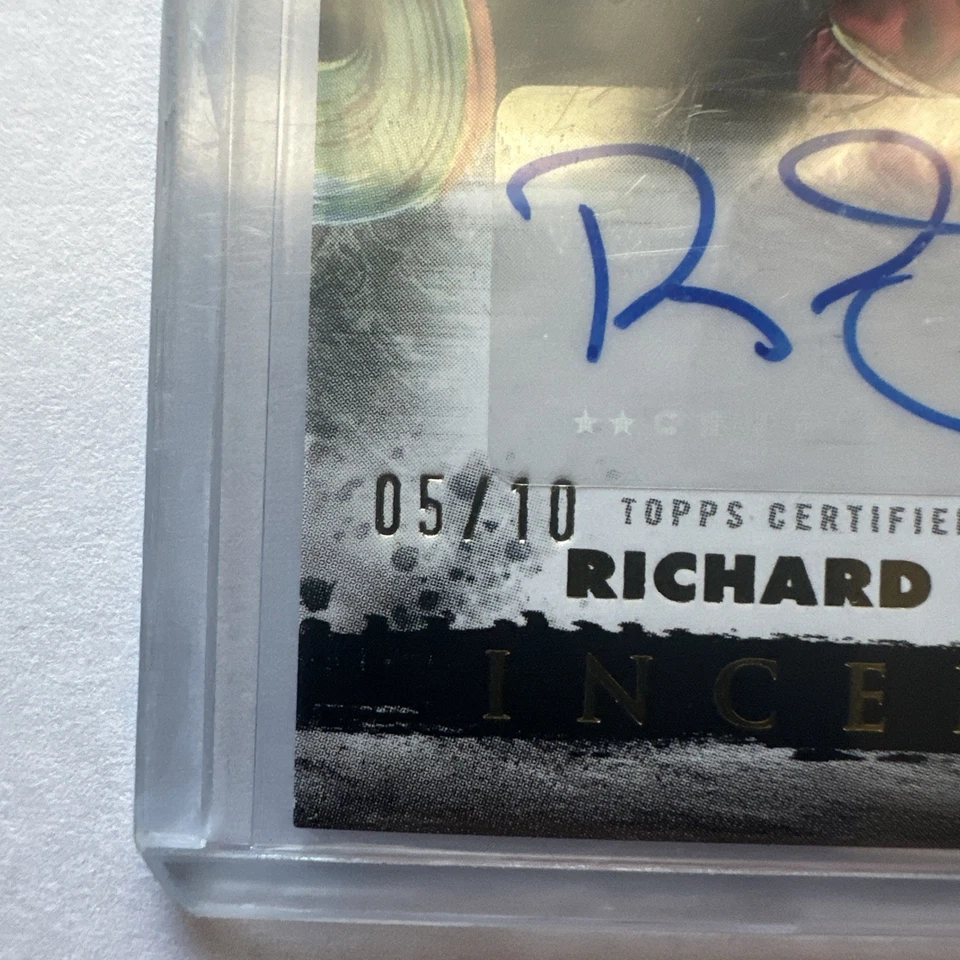 05/10
TOPPS CERTIFIE
RICHARD
INCE